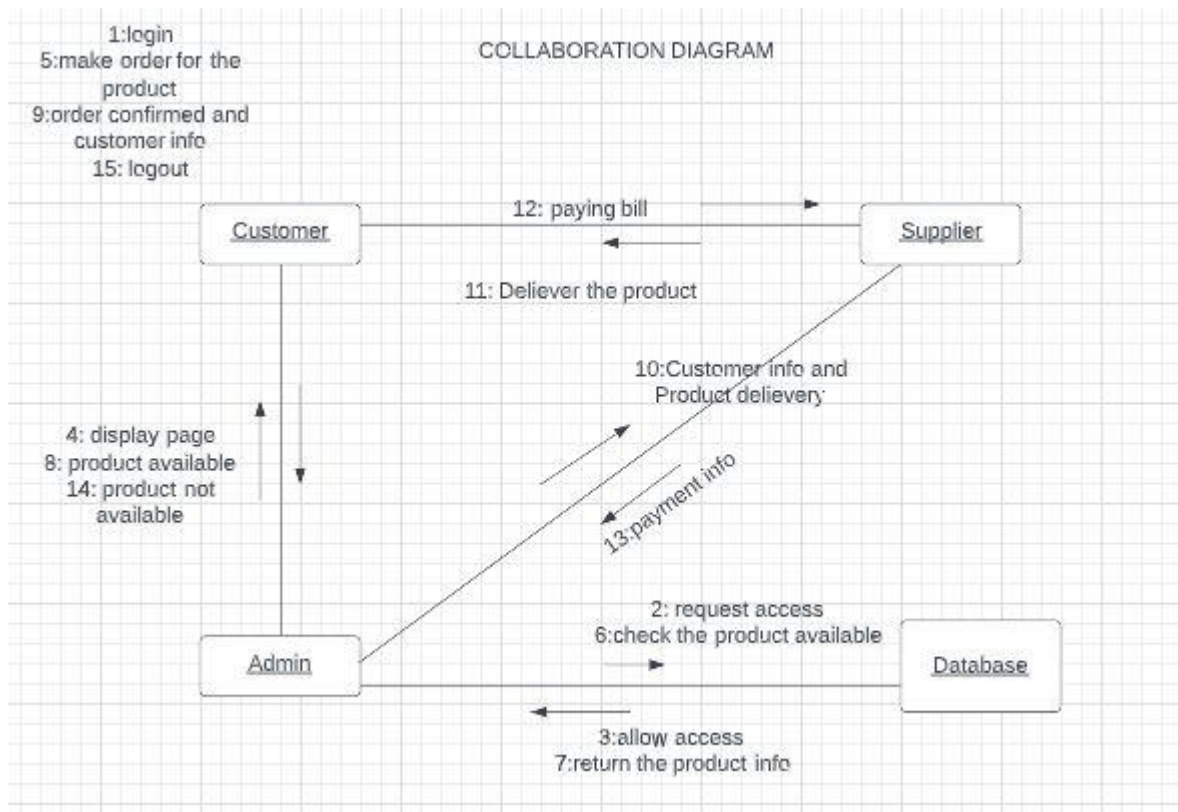 1:login
5:make order for the
product
9:order confirmed and
customer info
15: logout
COLLABORATION DIAGRAM
Customer
12: paying bill
Supplier
11: Deliever the product
10:Customer info and
Product delievery
4: display page
8: product available
14: product not
available
13:payment info
2: request access
6:check the product available
Admin
Database
3:allow access
7:return the product info